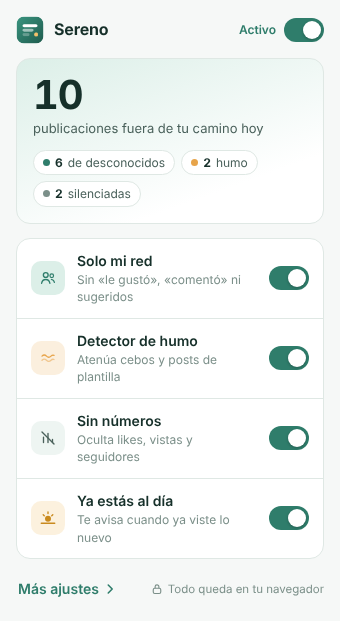 Sereno
Activo
10
publicaciones fuera de tu camino hoy
6 de desconocidos
2 humo
2 silenciadas
Solo mi red
Sin «le gustó», «comentó» ni
sugeridos
Detector de humo
Atenúa cebos y posts de
plantilla
Sin números
Oculta likes, vistas y
seguidores
Ya estás al día
Te avisa cuando ya viste lo
nuevo
Más ajustes
Todo queda en tu navegador